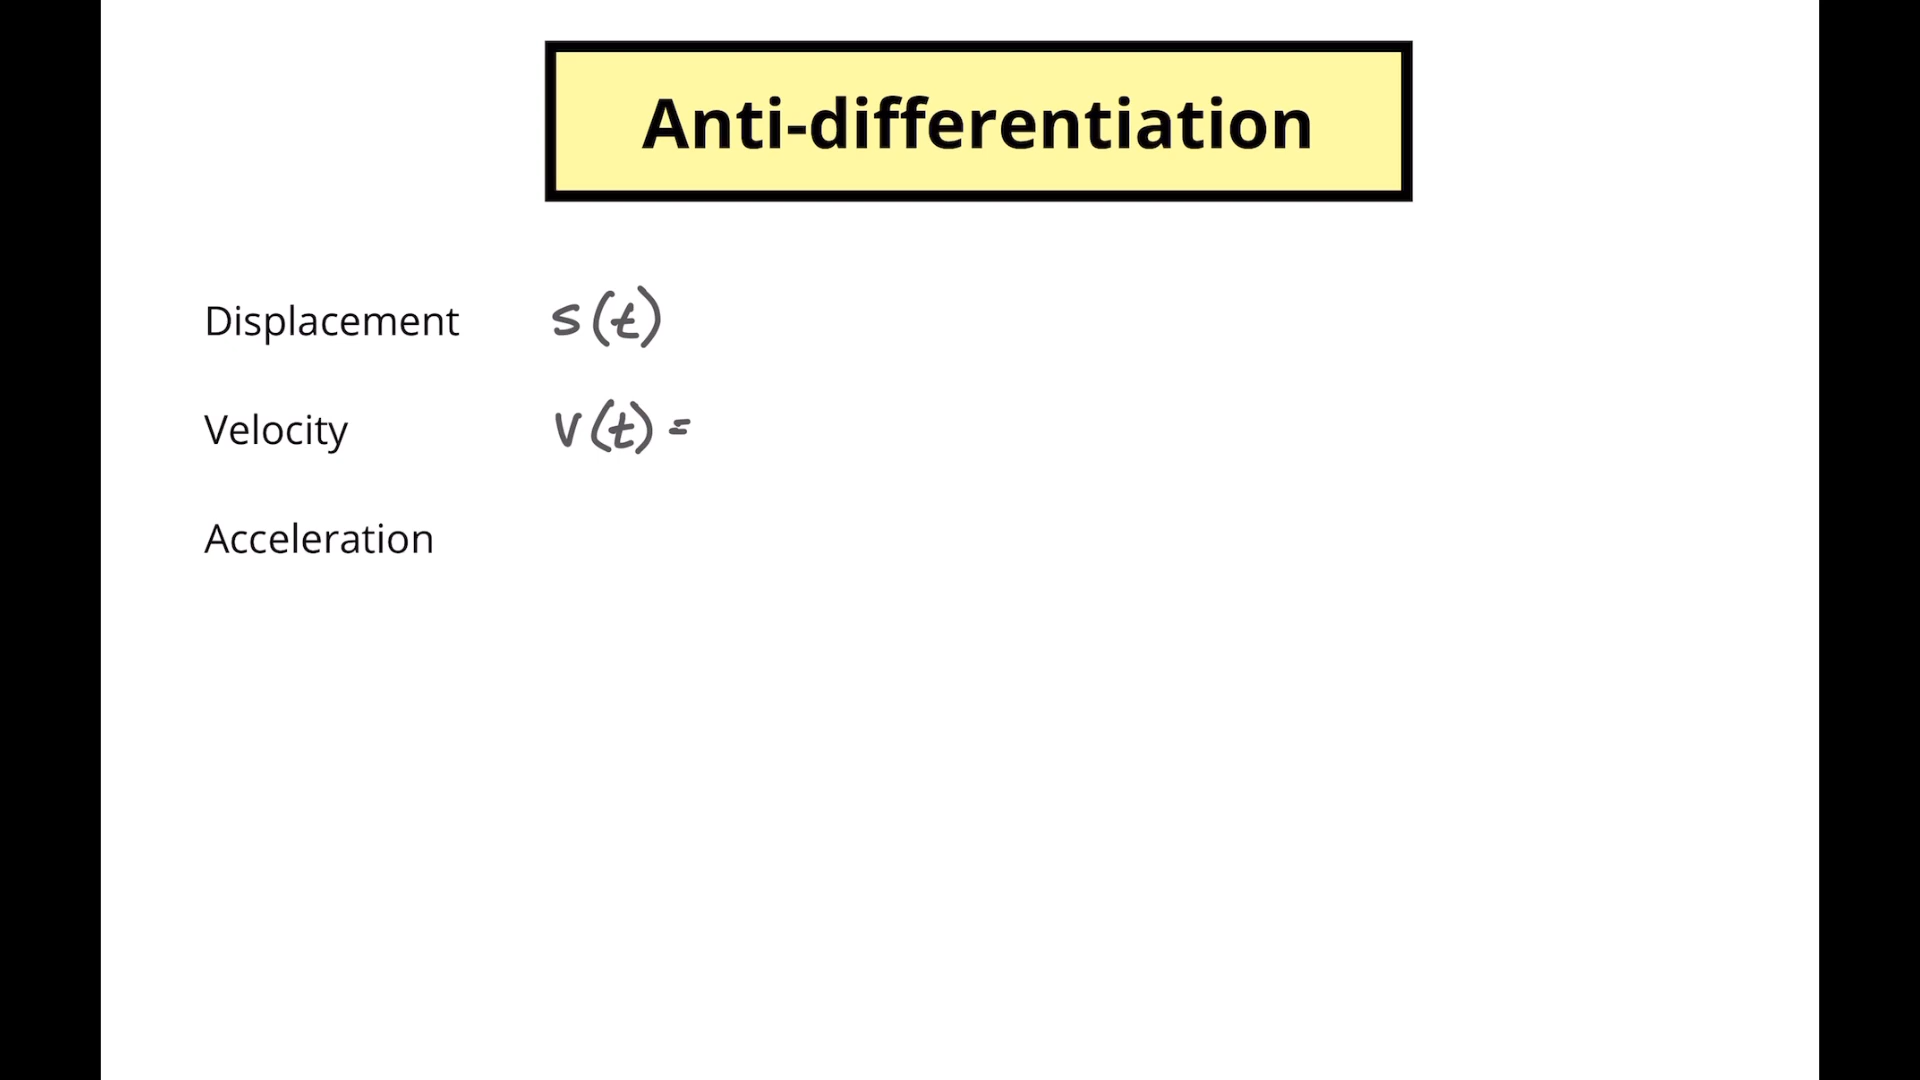 Anti-differentiation
Displacement s(t)
Velocity v(t) =
Acceleration